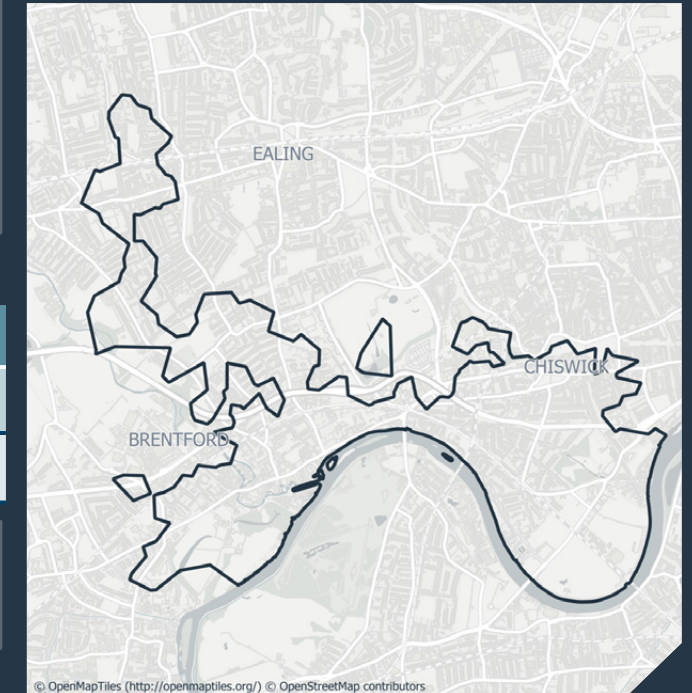 EALING
CHISWICK
BRENTFORD
© OpenMapTiles (http://openmaptiles.org/) © OpenStreetMap contributors